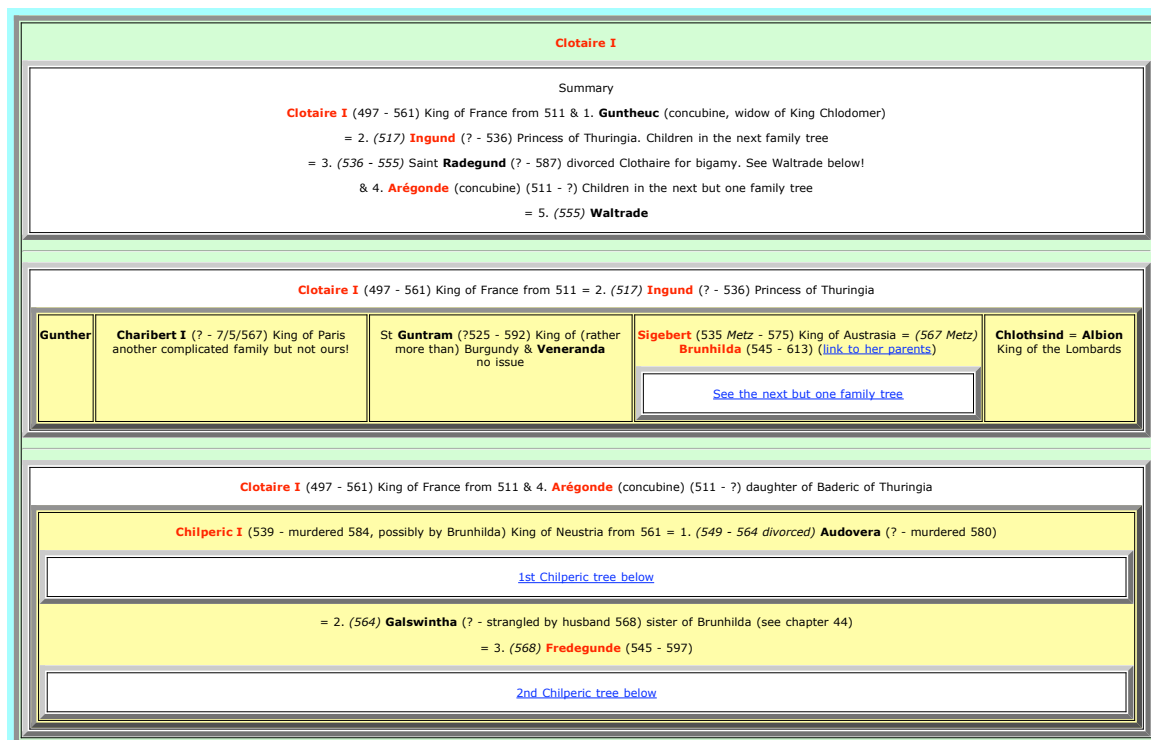 Clotaire I
Summary
Clotaire I (497 - 561) King of France from 511 & 1. Guntheuc (concubine, widow of King Chlodomer)
= 2. (517) Ingund (? - 536) Princess of Thuringia. Children in the next family tree
= 3. (536 - 555) Saint Radegund (? - 587) divorced Clothaire for bigamy. See Waltrade below!
& 4. Arégonde (concubine) (511 - ?) Children in the next but one family tree
= 5. (555) Waltrade
Clotaire I (497 - 561) King of France from 511 = 2. (517) Ingund (? - 536) Princess of Thuringia
Gunther
Charibert I (? - 7/5/567) King of Paris
another complicated family but not ours!
St Guntram (?525 - 592) King of (rather
more than) Burgundy & Veneranda
no issue
Sigebert (535 Metz - 575) King of Austrasia = (567 Metz)
Brunhilda (545 - 613) (link to her parents)
See the next but one family tree
Chlothsind = Albion
King of the Lombards
Clotaire I (497 - 561) King of France from 511 & 4. Arégonde (concubine) (511 - ?) daughter of Baderic of Thuringia
Chilperic I (539 - murdered 584, possibly by Brunhilda) King of Neustria from 561 = 1. (549 - 564 divorced) Audovera (? - murdered 580)
1st Chilperic tree below
= 2. (564) Galswintha (? - strangled by husband 568) sister of Brunhilda (see chapter 44)
= 3. (568) Fredegunde (545 - 597)
2nd Chilperic tree below